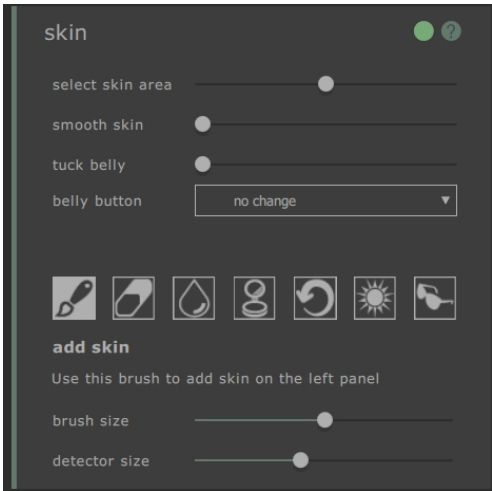 skin
?
select skin area
smooth skin
tuck belly
belly button no change
add skin
Use this brush to add skin on the left panel
brush size
detector size